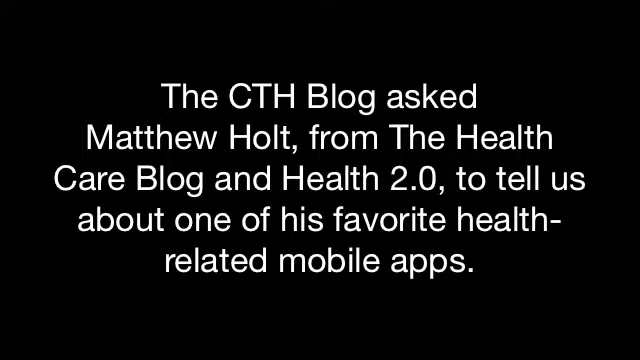 The CTH Blog asked
Matthew Holt, from The Health
Care Blog and Health 2.0, to tell us
about one of his favorite health-
related mobile apps.